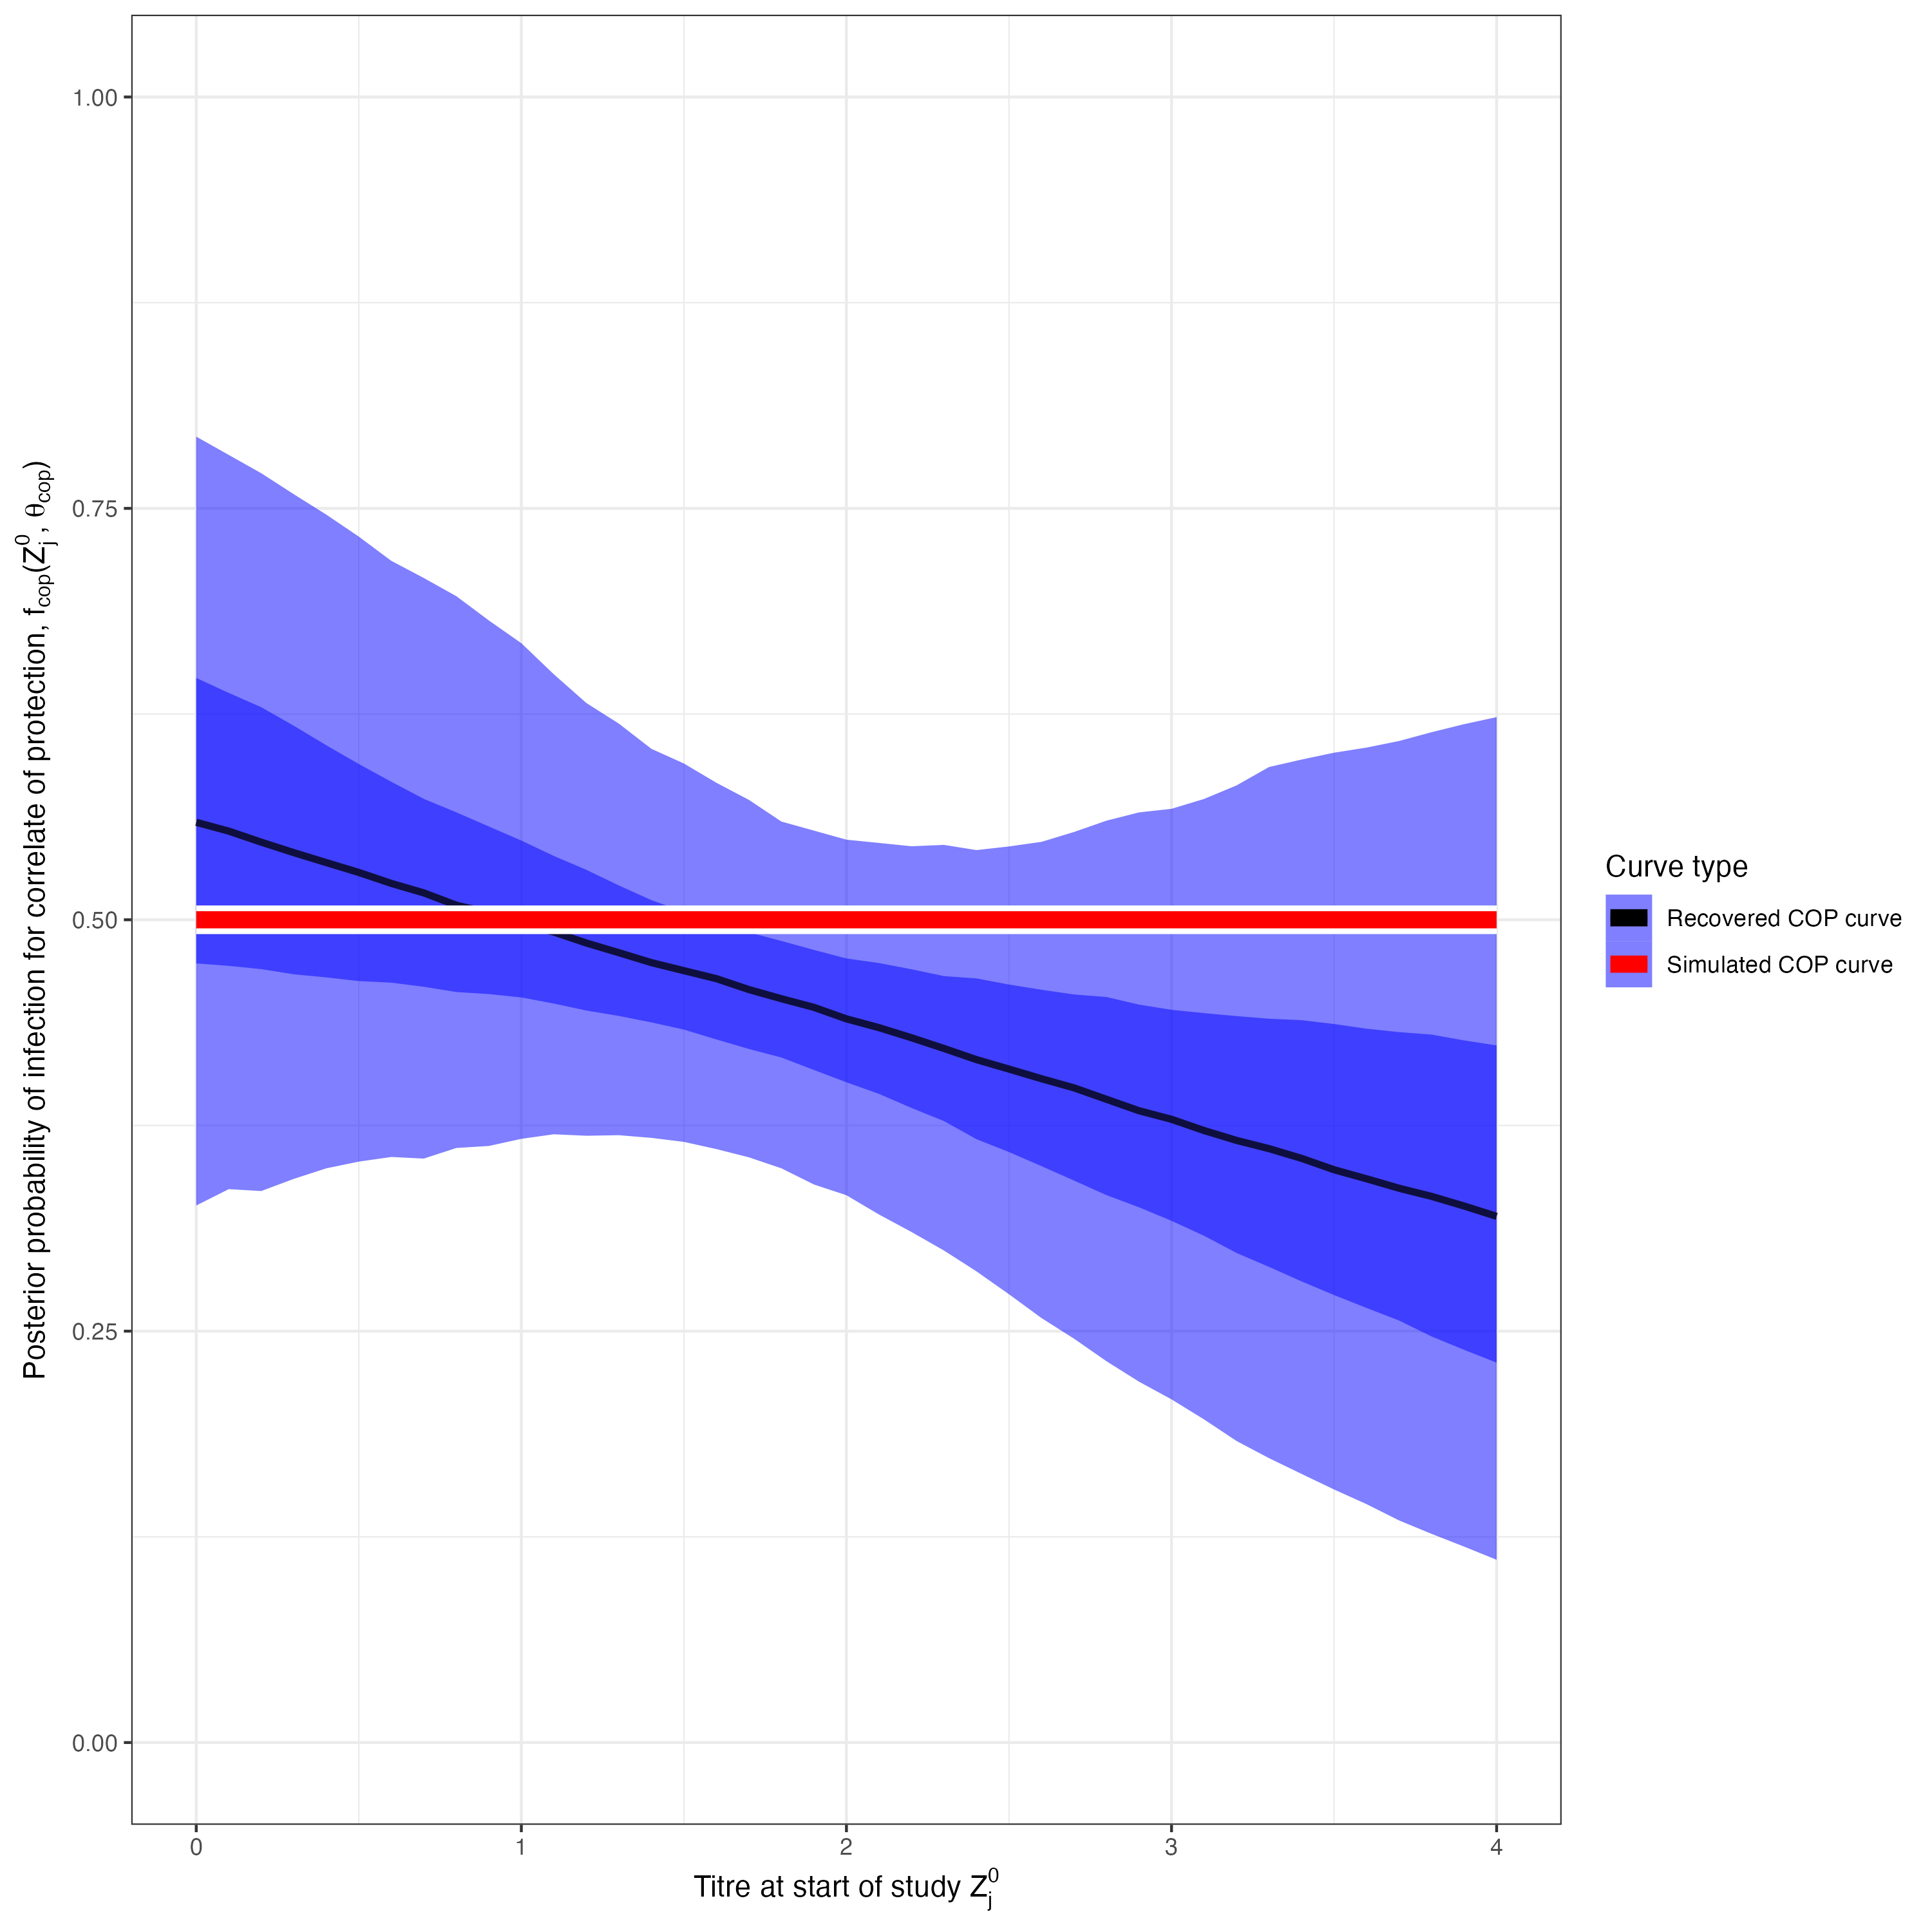 Posterior probability of infection for correlate of protection, f_cop(Z_j^0, θ_cop)
1.00
0.75
0.50
0.25
0.00
0 1 2 3 4
Titre at start of study Z_j^0
Curve type
Recovered COP curve
Simulated COP curve